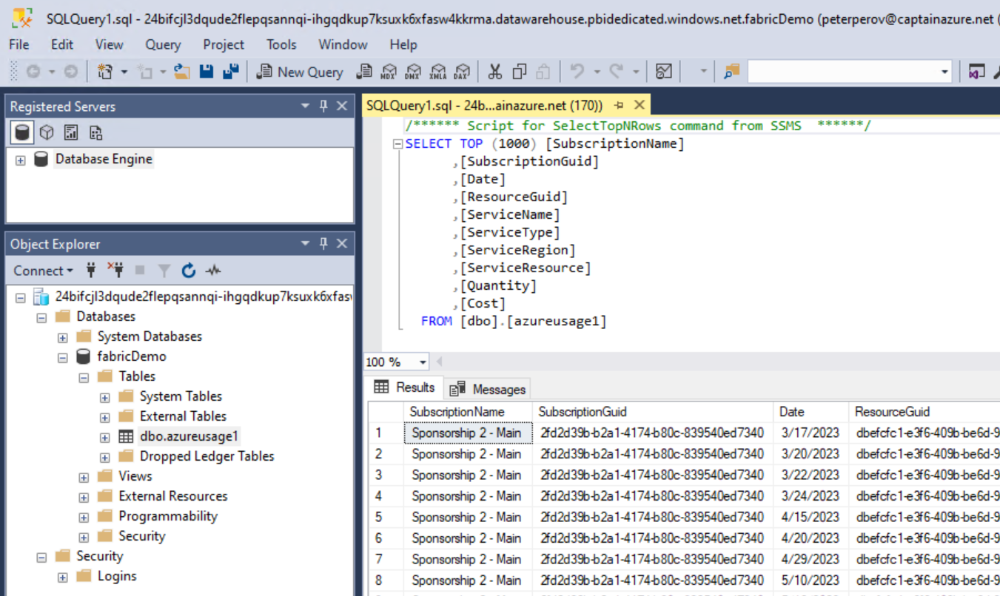 SQLQuery1.sql - 24bifcjl3dqude2flepqsannqi-ihgqdkup7ksuxk6xfasw4kkrma.datawarehouse.pbidedicated.windows.net.fabricDemo (peterperov@captainazure.net (
File Edit View Query Project Tools Window Help
New Query MDX DMX XMLA DAX
Registered Servers
Database Engine
Object Explorer
Connect
24bifcjl3dqude2flepqsannqi-ihgqdkup7ksuxk6xfasw
Databases
System Databases
fabricDemo
Tables
System Tables
External Tables
dbo.azureusage1
Dropped Ledger Tables
Views
External Resources
Programmability
Security
Security
Logins
SQLQuery1.sql - 24b...ainazure.net (170))
/****** Script for SelectTopNRows command from SSMS ******/
SELECT TOP (1000) [SubscriptionName]
,[SubscriptionGuid]
,[Date]
,[ResourceGuid]
,[ServiceName]
,[ServiceType]
,[ServiceRegion]
,[ServiceResource]
,[Quantity]
,[Cost]
FROM [dbo].[azureusage1]
100 %
Results Messages
SubscriptionName SubscriptionGuid Date ResourceGuid
1 Sponsorship 2 - Main 2fd2d39b-b2a1-4174-b80c-839540ed7340 3/17/2023 dbefcfc1-e3f6-409b-be6d-9
2 Sponsorship 2 - Main 2fd2d39b-b2a1-4174-b80c-839540ed7340 3/20/2023 dbefcfc1-e3f6-409b-be6d-9
3 Sponsorship 2 - Main 2fd2d39b-b2a1-4174-b80c-839540ed7340 3/22/2023 dbefcfc1-e3f6-409b-be6d-9
4 Sponsorship 2 - Main 2fd2d39b-b2a1-4174-b80c-839540ed7340 3/24/2023 dbefcfc1-e3f6-409b-be6d-9
5 Sponsorship 2 - Main 2fd2d39b-b2a1-4174-b80c-839540ed7340 4/15/2023 dbefcfc1-e3f6-409b-be6d-9
6 Sponsorship 2 - Main 2fd2d39b-b2a1-4174-b80c-839540ed7340 4/20/2023 dbefcfc1-e3f6-409b-be6d-9
7 Sponsorship 2 - Main 2fd2d39b-b2a1-4174-b80c-839540ed7340 4/29/2023 dbefcfc1-e3f6-409b-be6d-9
8 Sponsorship 2 - Main 2fd2d39b-b2a1-4174-b80c-839540ed7340 5/10/2023 dbefcfc1-e3f6-409b-be6d-9